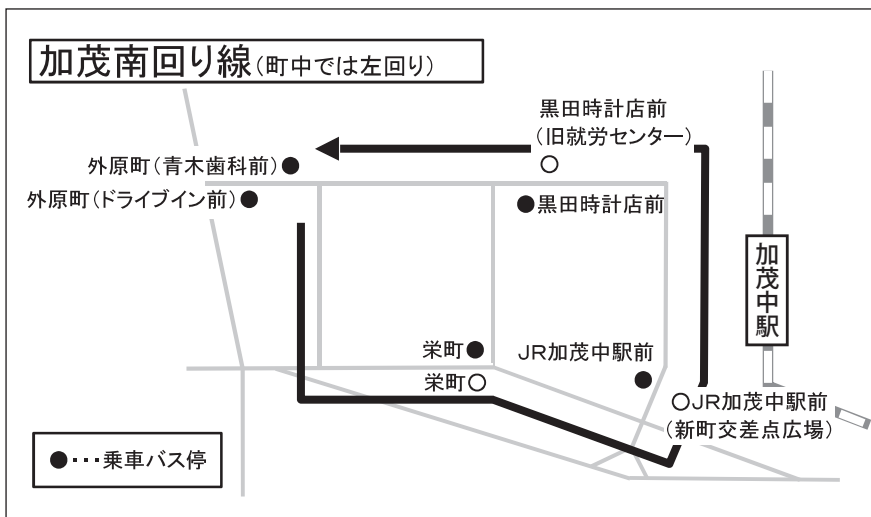 加茂南回り線(町中では左回り)
黒田時計店前
(旧就労センター)
○
外原町(青木歯科前)●
外原町(ドライブイン前)●
●黒田時計店前
加茂中駅
栄町●
JR加茂中駅前
●
栄町○
○JR加茂中駅前
(新町交差点広場)
●···乗車バス停